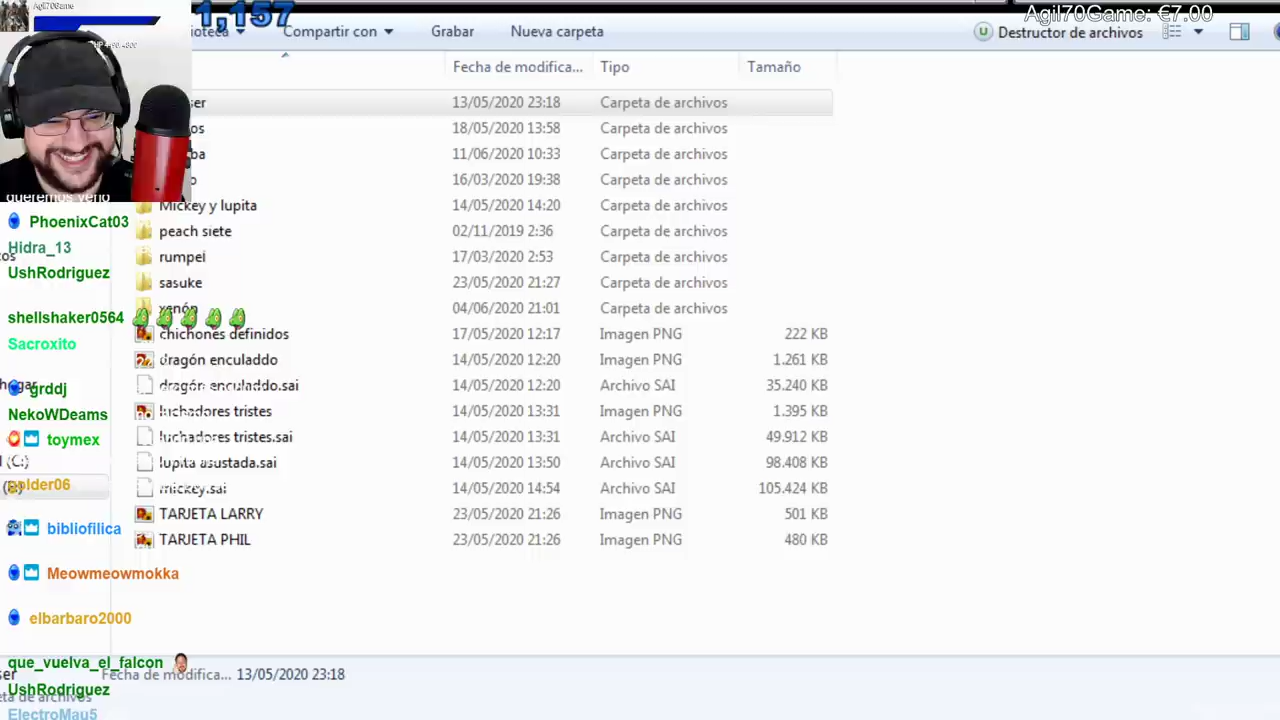 Agil70Game
1,157
Agil70Game: €7.00
Compartir con
Grabar
Nueva carpeta
Destructor de archivos
Fecha de modifica...
Tipo
Tamaño
ser 13/05/2020 23:18 Carpeta de archivos
os 18/05/2020 13:58 Carpeta de archivos
ba 11/06/2020 10:33 Carpeta de archivos
o 16/03/2020 19:38 Carpeta de archivos
Mickey y lupita 14/05/2020 14:20 Carpeta de archivos
peach siete 02/11/2019 2:36 Carpeta de archivos
rumpei 17/03/2020 2:53 Carpeta de archivos
sasuke 23/05/2020 21:27 Carpeta de archivos
xenón 04/06/2020 21:01 Carpeta de archivos
chichones definidos 17/05/2020 12:17 Imagen PNG 222 KB
dragón enculaddo 14/05/2020 12:20 Imagen PNG 1.261 KB
dragón enculaddo.sai 14/05/2020 12:20 Archivo SAI 35.240 KB
luchadores tristes 14/05/2020 13:31 Imagen PNG 1.395 KB
luchadores tristes.sai 14/05/2020 13:31 Archivo SAI 49.912 KB
lupita asustada.sai 14/05/2020 13:50 Archivo SAI 98.408 KB
mickey.sai 14/05/2020 14:54 Archivo SAI 105.424 KB
TARJETA LARRY 23/05/2020 21:26 Imagen PNG 501 KB
TARJETA PHIL 23/05/2020 21:26 Imagen PNG 480 KB
PhoenixCat03
Hidra_13
UshRodriguez
shellshaker0564
Sacroxito
grddj
NekoWDeams
toymex
(C:)
polder06
bibliofilica
Meowmeowmokka
elbarbaro2000
que_vuelva_el_falcon
ser Fecha de modifica... 13/05/2020 23:18
UshRodriguez
eta de archivos
ElectroMau5